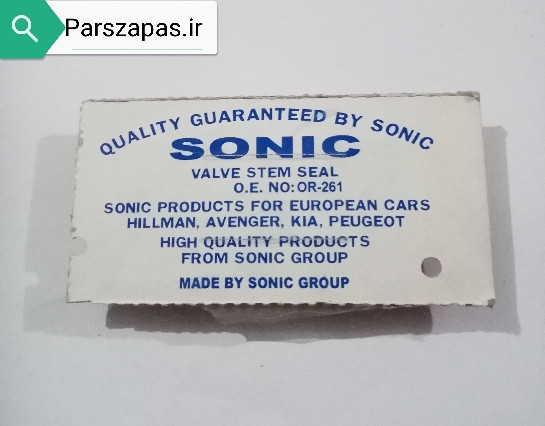 Parszapas.ir
QUALITY GUARANTEED BY SONIC
SONIC
VALVE STEM SEAL
O.E. NO:OR-261
SONIC PRODUCTS FOR EUROPEAN CARS
HILLMAN, AVENGER, KIA, PEUGEOT
HIGH QUALITY PRODUCTS
FROM SONIC GROUP
MADE BY SONIC GROUP